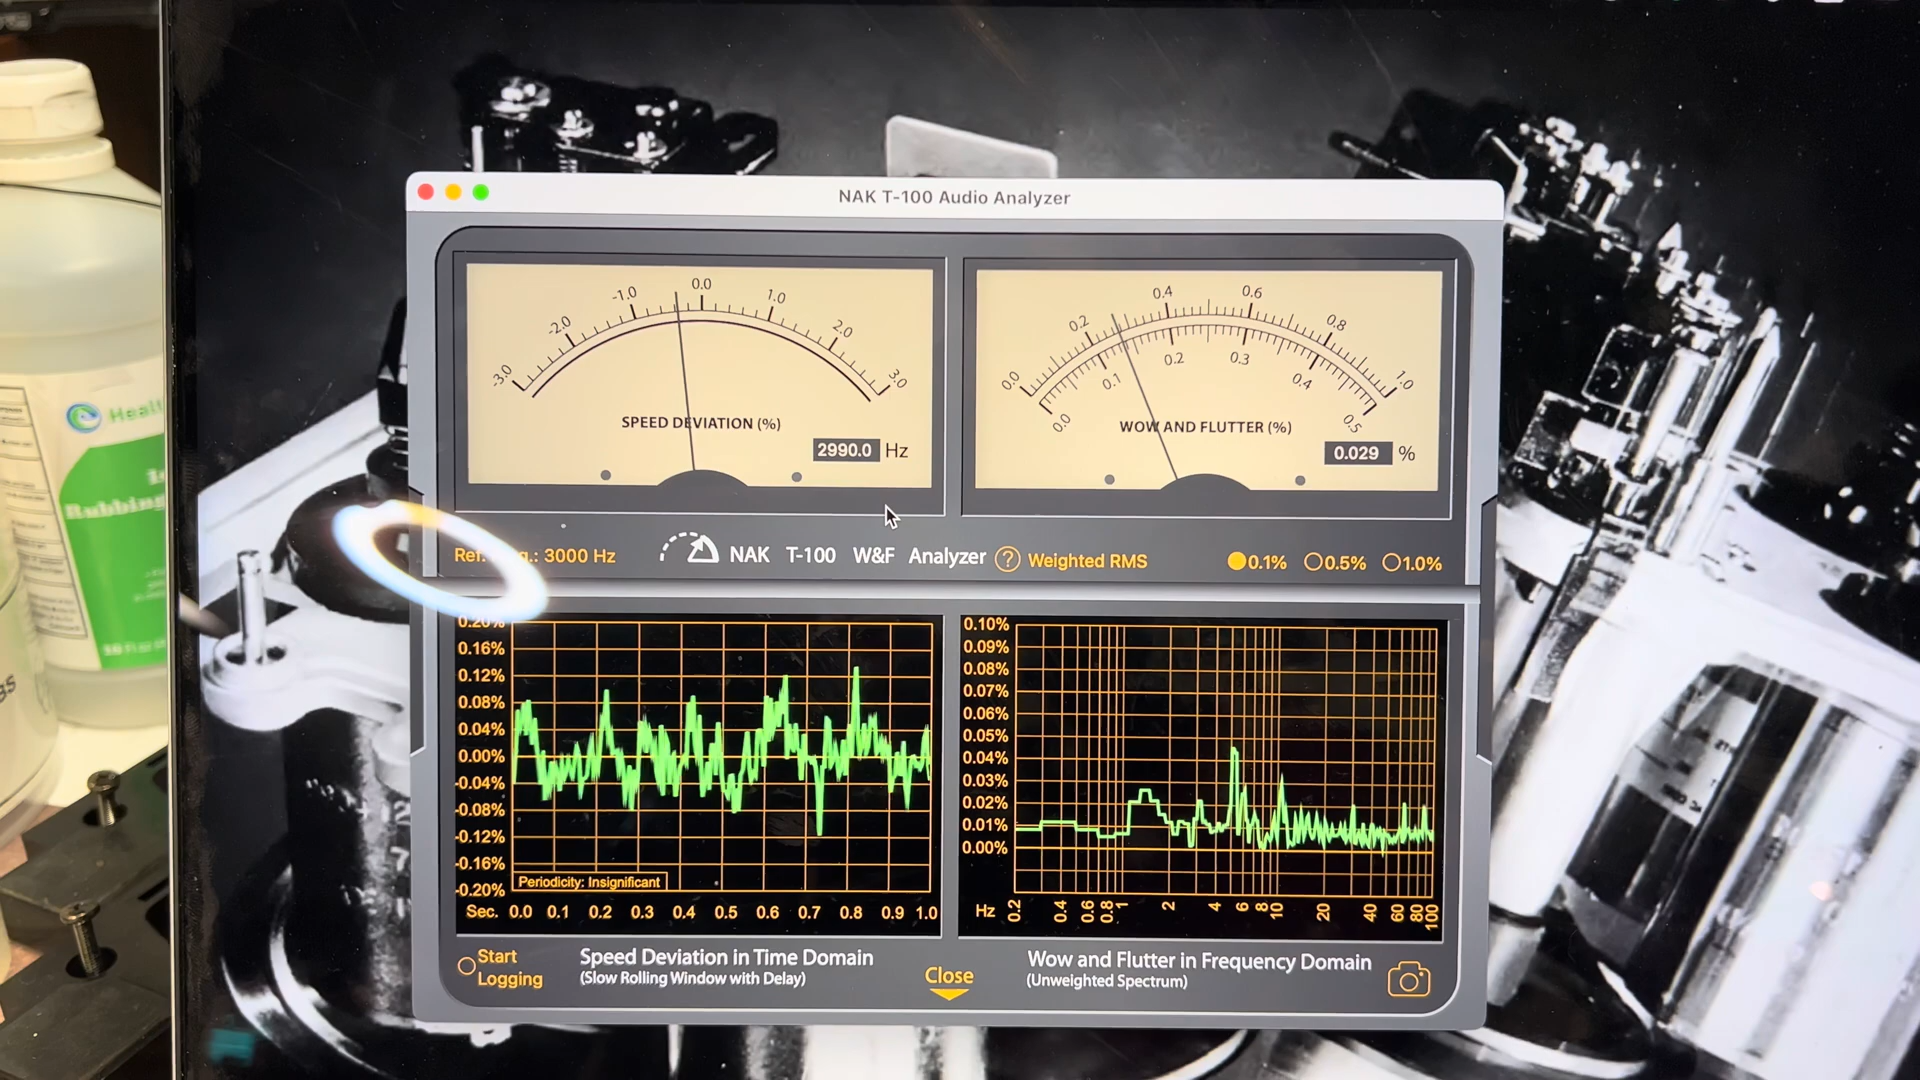 NAK T-100 Audio Analyzer
-3.0 -2.0 -1.0 0.0 1.0 2.0 3.0
SPEED DEVIATION (%)
2990.0 Hz
0.0 0.2 0.4 0.6 0.8 1.0
0.0 0.1 0.2 0.3 0.4 0.5
WOW AND FLUTTER (%)
0.029 %
Ref. 3000 Hz
NAK T-100 W&F Analyzer
? Weighted RMS
0.1% 0.5% 1.0%
0.20%
0.16%
0.12%
0.08%
0.04%
0.00%
-0.04%
-0.08%
-0.12%
-0.16%
-0.20%
Periodicity: Insignificant
Sec. 0.0 0.1 0.2 0.3 0.4 0.5 0.6 0.7 0.8 0.9 1.0
0.10%
0.09%
0.08%
0.07%
0.06%
0.05%
0.04%
0.03%
0.02%
0.01%
0.00%
Hz 0.2 0.4 0.6 0.8 1 2 4 6 8 10 20 40 60 80 100
Start
Logging
Speed Deviation in Time Domain
(Slow Rolling Window with Delay)
Close
Wow and Flutter in Frequency Domain
(Unweighted Spectrum)
Rubbing